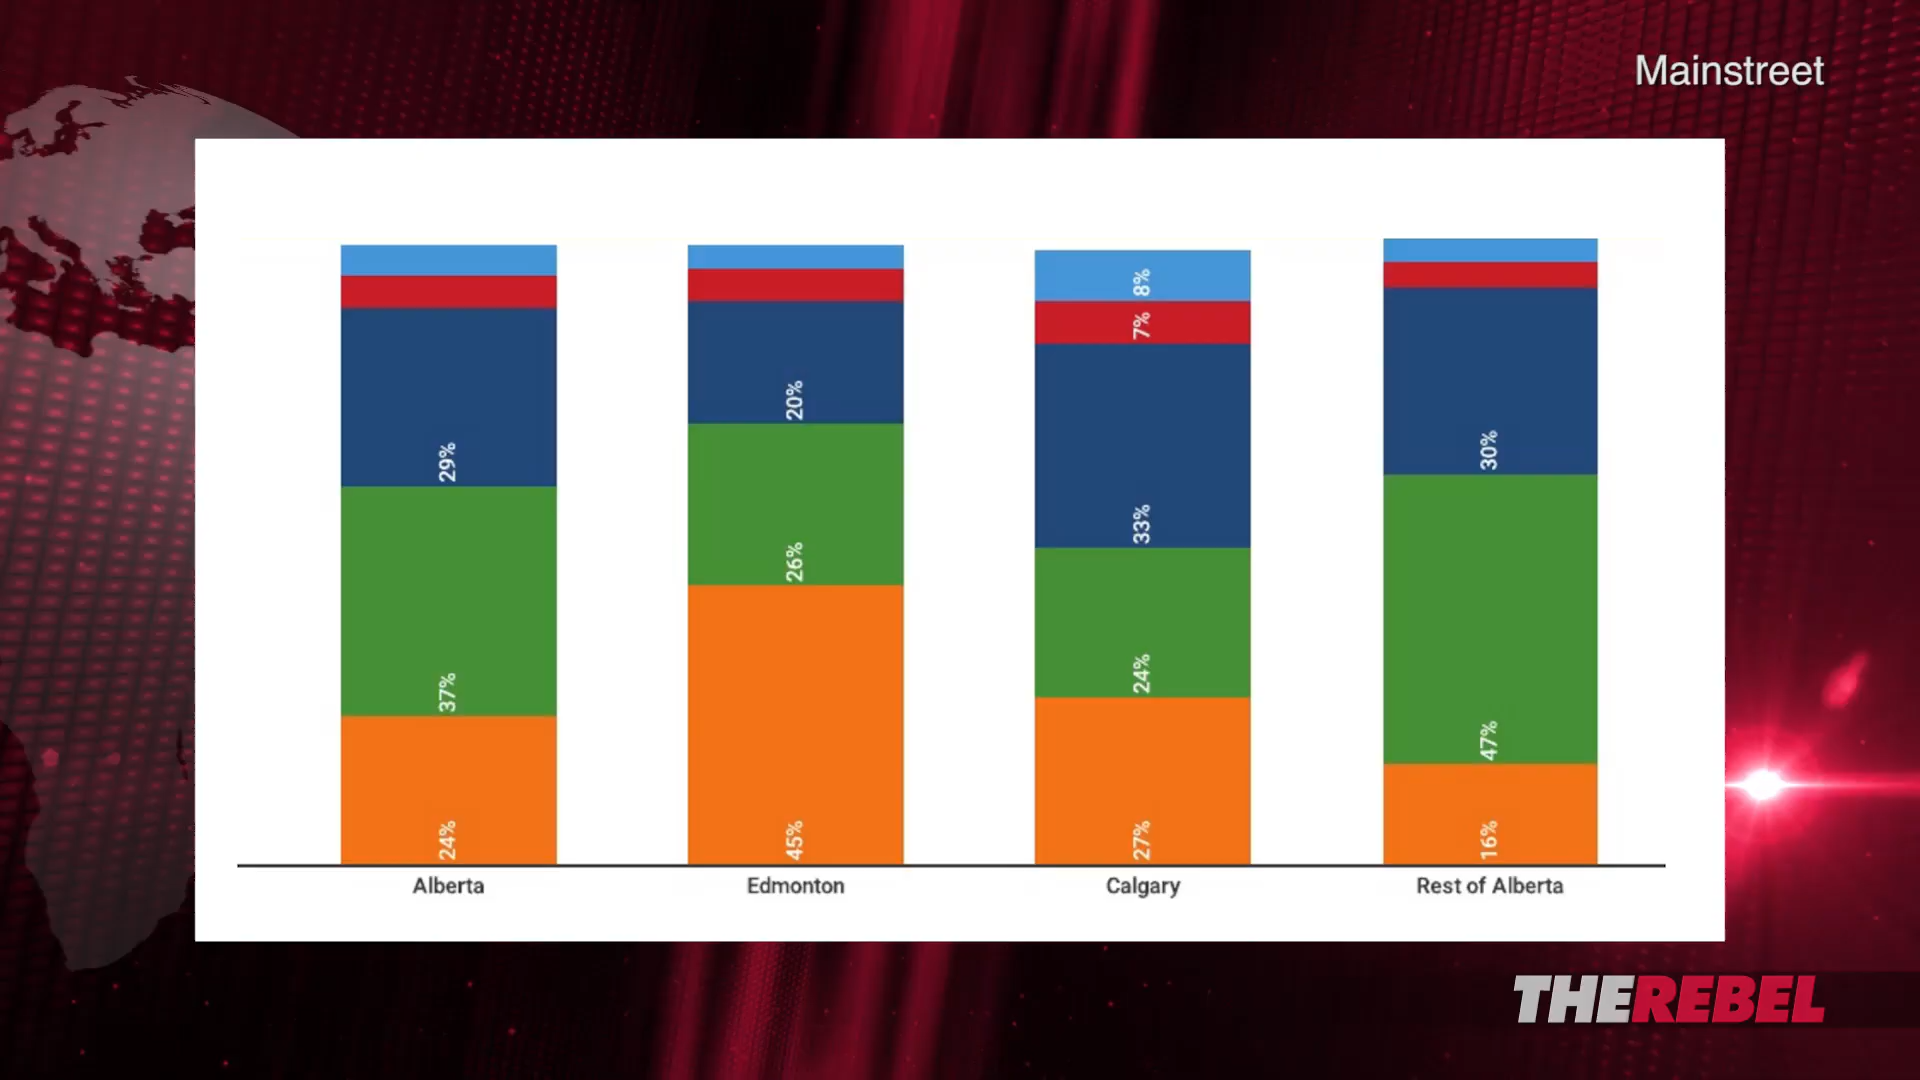 Mainstreet
8%
7%
20%
29%
30%
33%
26%
24%
37%
47%
24%
45%
27%
16%
Alberta
Edmonton
Calgary
Rest of Alberta
THEREBEL